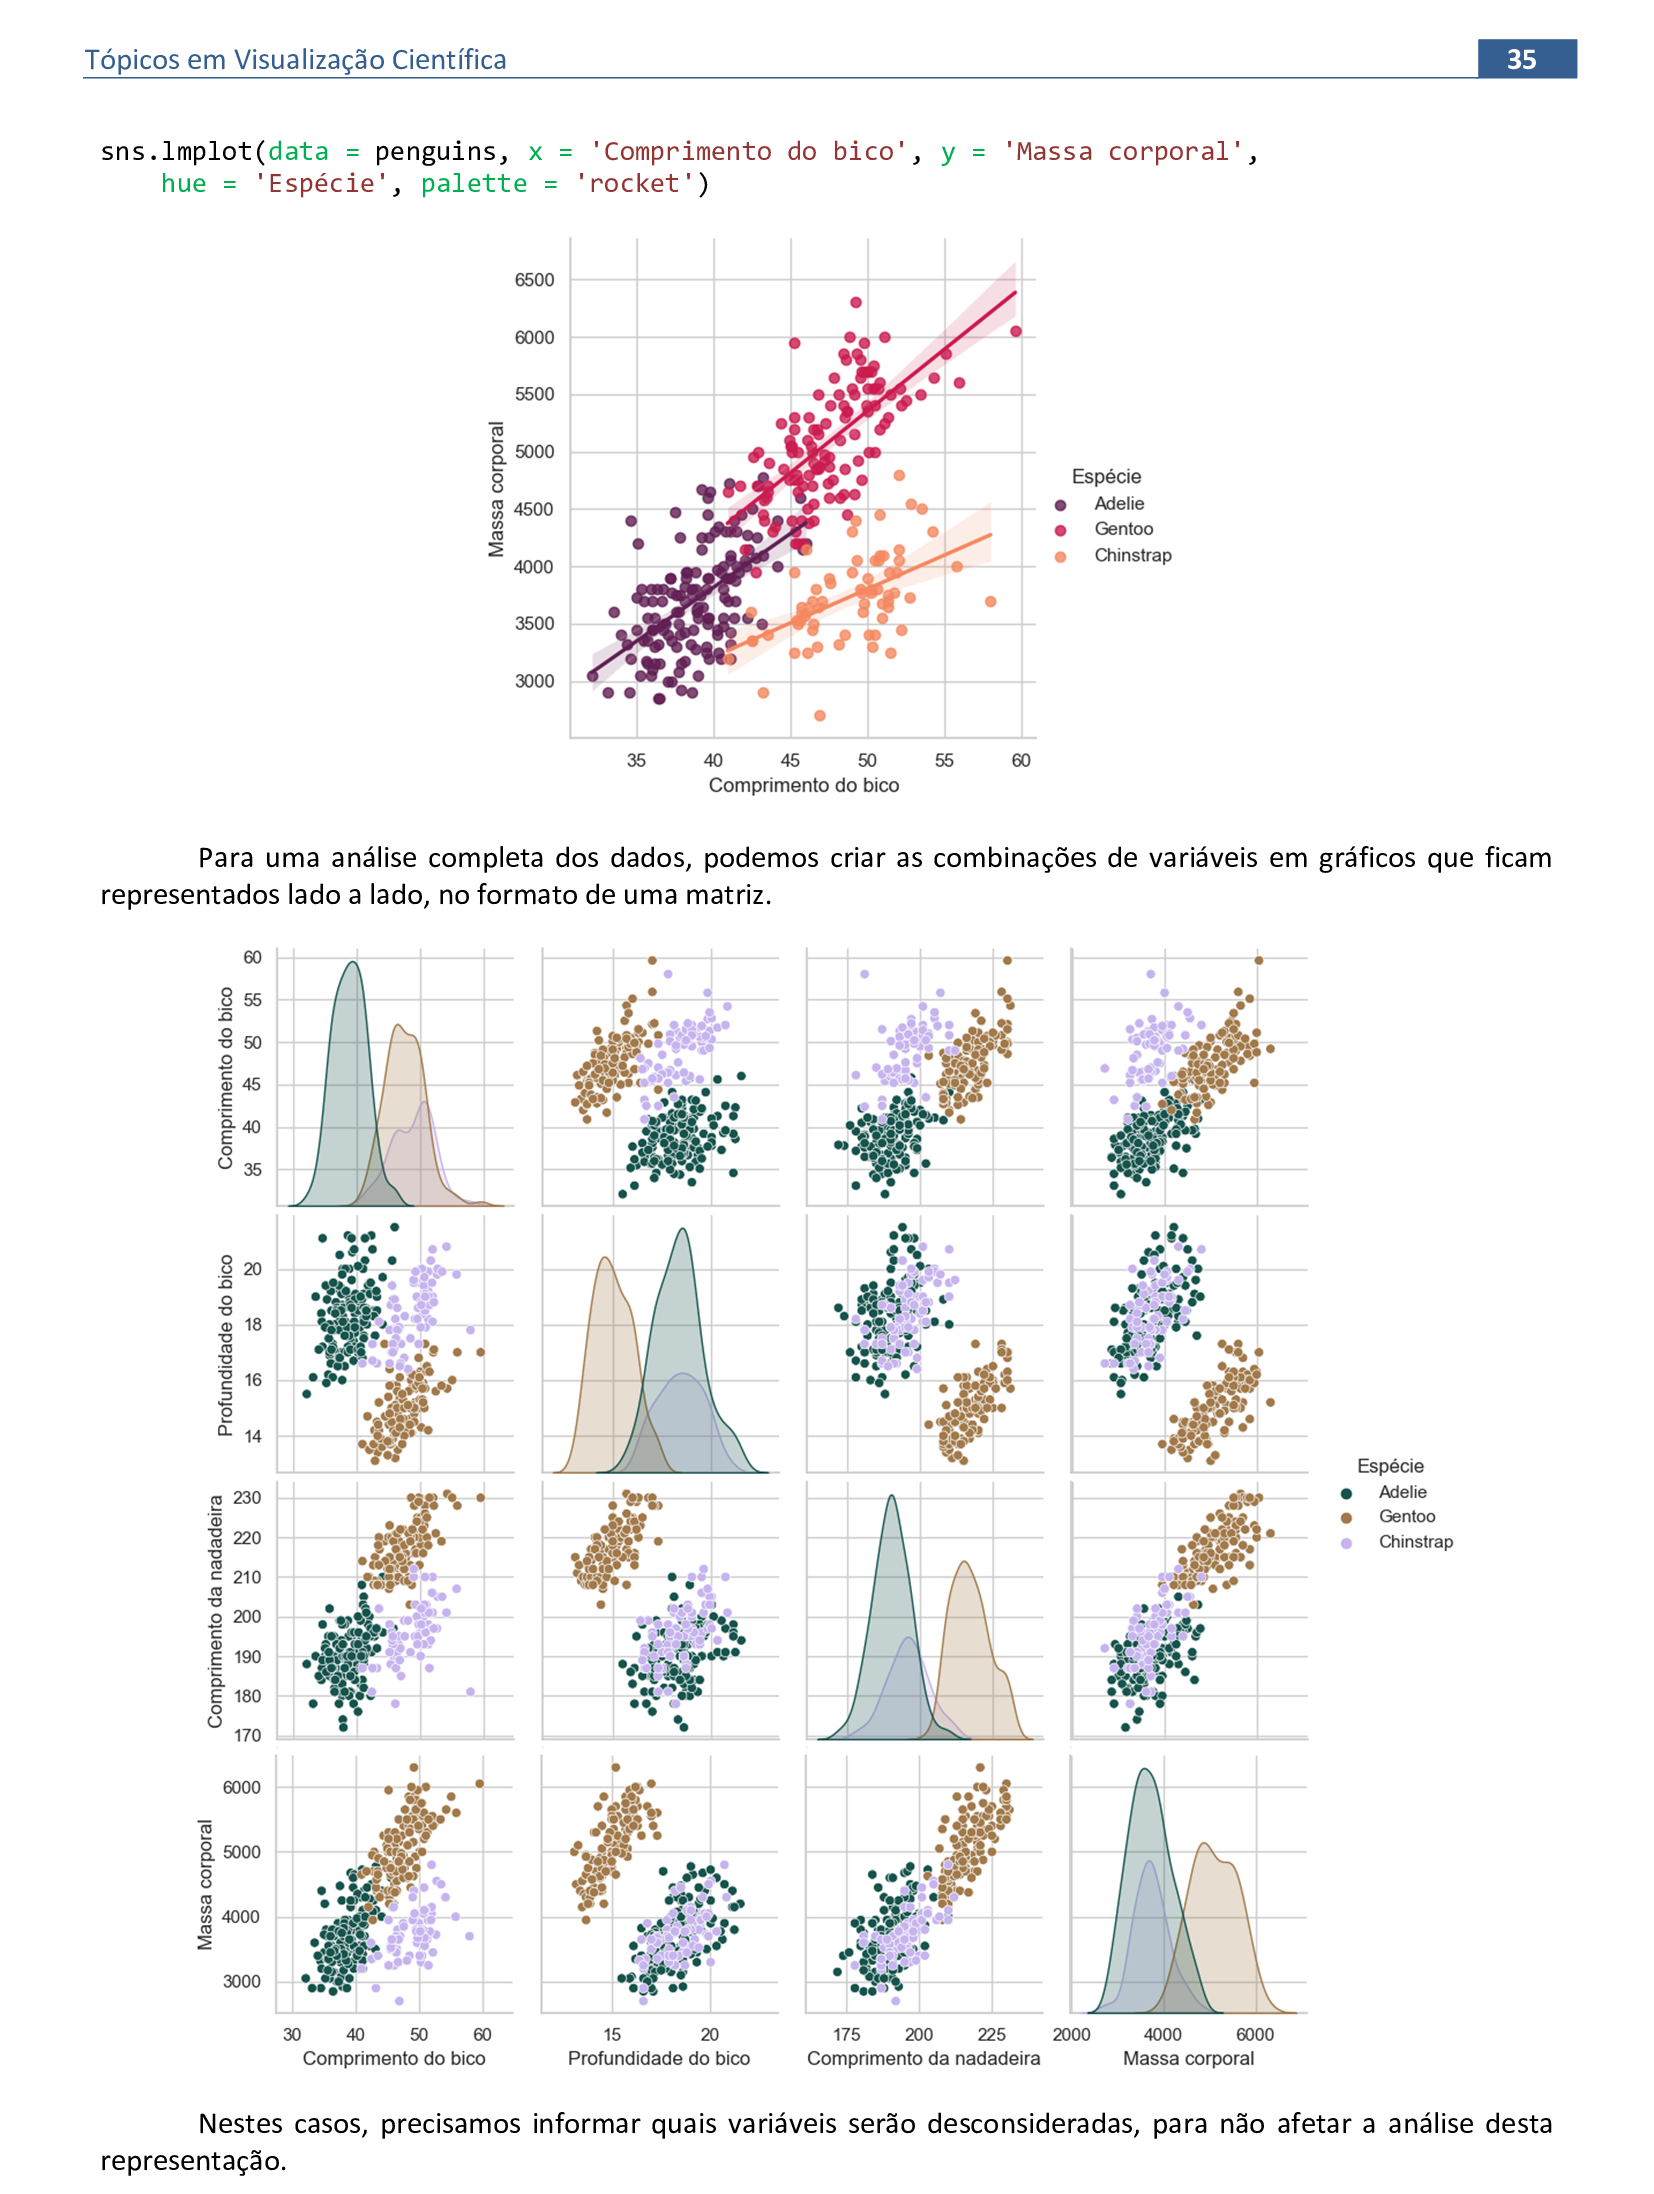 Tópicos em Visualização Científica
35
sns.lmplot(data = penguins, x = 'Comprimento do bico', y = 'Massa corporal',
hue = 'Espécie', palette = 'rocket')
6500
6000
5500
5000
4500
4000
3500
3000
Massa corporal
35 40 45 50 55 60
Comprimento do bico
Espécie
Adelie
Gentoo
Chinstrap
Para uma análise completa dos dados, podemos criar as combinações de variáveis em gráficos que ficam
representados lado a lado, no formato de uma matriz.
60
55
50
45
40
35
Comprimento do bico
20
18
16
14
Profundidade do bico
230
220
210
200
190
180
170
Comprimento da nadadeira
6000
5000
4000
3000
Massa corporal
30 40 50 60
Comprimento do bico
15 20
Profundidade do bico
175 200 225
Comprimento da nadadeira
2000 4000 6000
Massa corporal
Espécie
Adelie
Gentoo
Chinstrap
Nestes casos, precisamos informar quais variáveis serão desconsideradas, para não afetar a análise desta
representação.